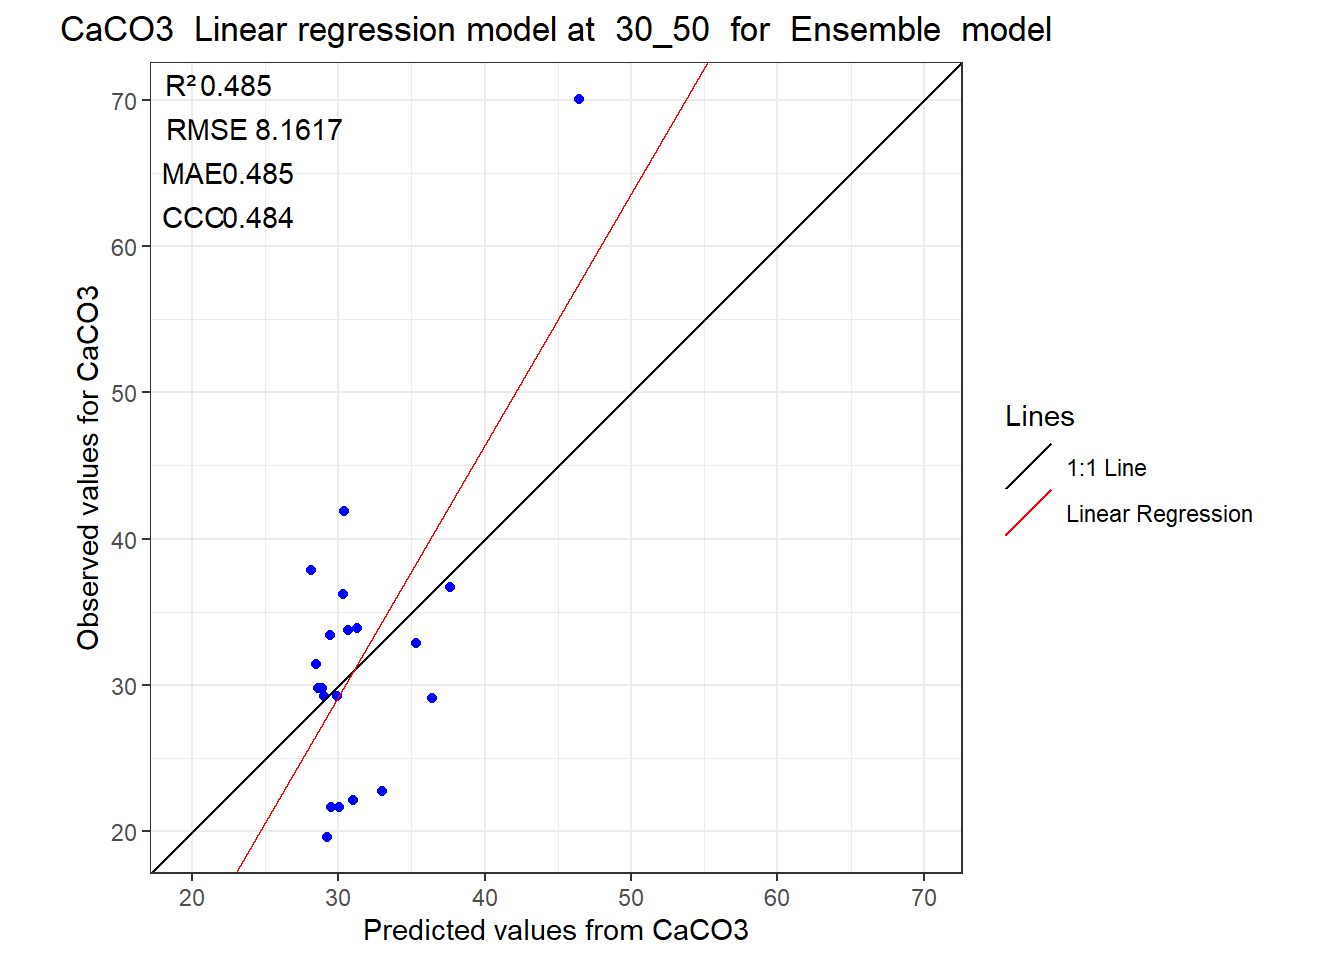 CaCO3 Linear regression model at 30_50 for Ensemble model
R² 0.485
RMSE 8.1617
MAE0.485
CCC0.484
70
60
50
40
30
20
Observed values for CaCO3
20 30 40 50 60 70
Predicted values from CaCO3
Lines
1:1 Line
Linear Regression